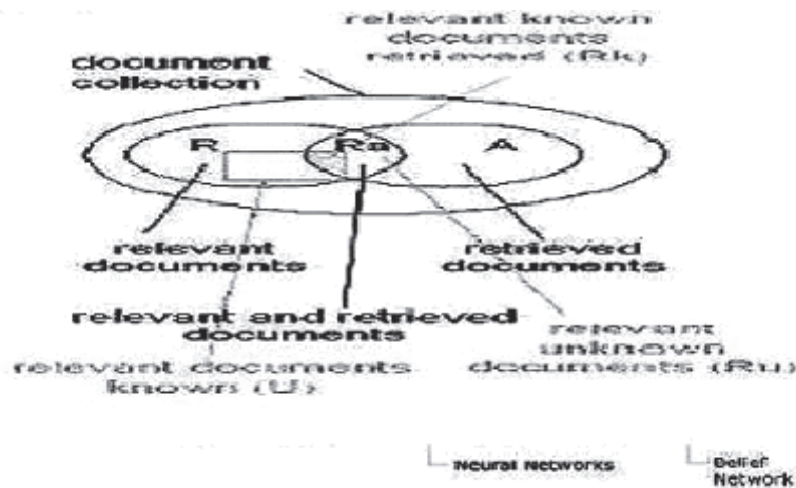 relevant known
documents
retrieved (Rk)
document
collection
R
Ra
A
relevant
documents
retrieved
documents
relevant and retrieved
documents
relevant documents
known (U)
relevant
unknown
documents (Ru)
Neural Networks
Belief
Network